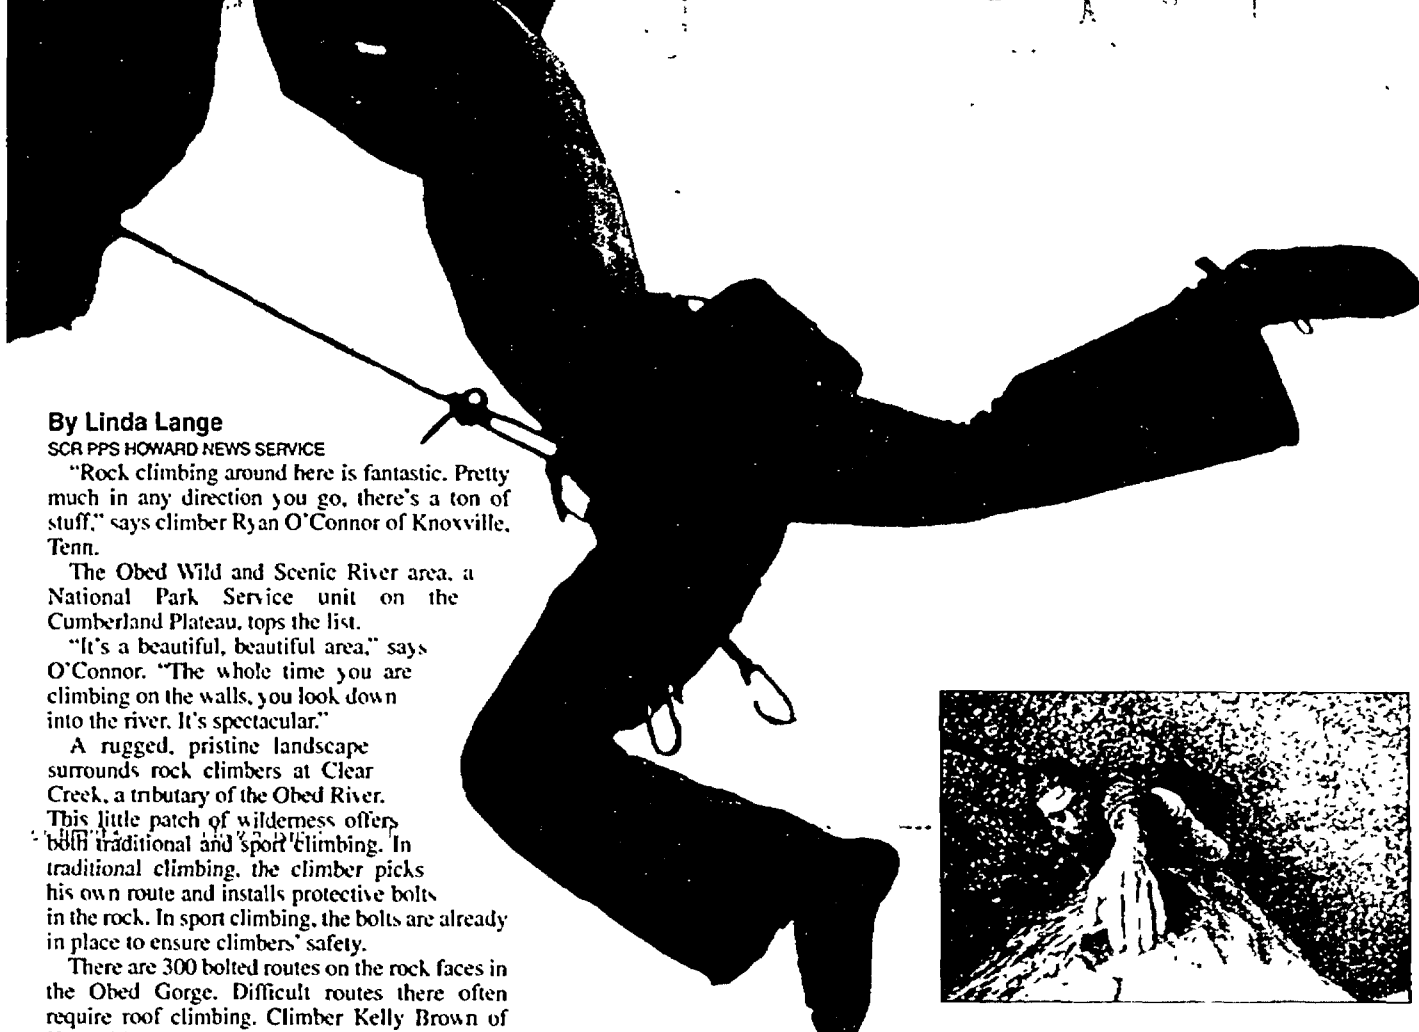 By Linda Lange
SCR PPS HOWARD NEWS SERVICE
"Rock climbing around here is fantastic. Pretty
much in any direction you go, there's a ton of
stuff," says climber Ryan O'Connor of Knoxville,
Tenn.
The Obed Wild and Scenic River area, a
National Park Service unit on the
Cumberland Plateau, tops the list.
"It's a beautiful, beautiful area," says
O'Connor. "The whole time you are
climbing on the walls, you look down
into the river. It's spectacular."
A rugged, pristine landscape
surrounds rock climbers at Clear
Creek, a tributary of the Obed River.
This little patch of wilderness offers
both traditional and sport climbing. In
traditional climbing, the climber picks
his own route and installs protective bolts
in the rock. In sport climbing, the bolts are already
in place to ensure climbers' safety.
There are 300 bolted routes on the rock faces in
the Obed Gorge. Difficult routes there often
require roof climbing. Climber Kelly Brown of